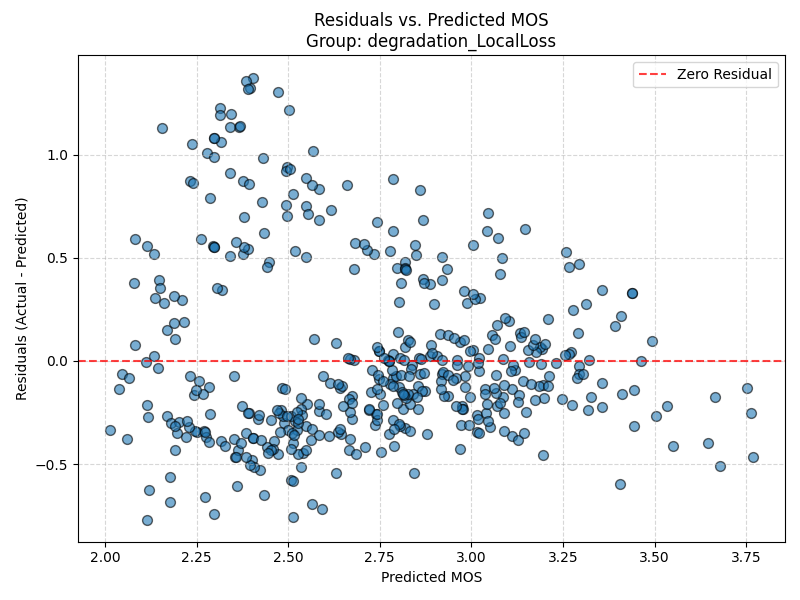 Residuals vs. Predicted MOS
Group: degradation_LocalLoss
Zero Residual
Residuals (Actual - Predicted)
1.0
0.5
0.0
−0.5
2.00 2.25 2.50 2.75 3.00 3.25 3.50 3.75
Predicted MOS